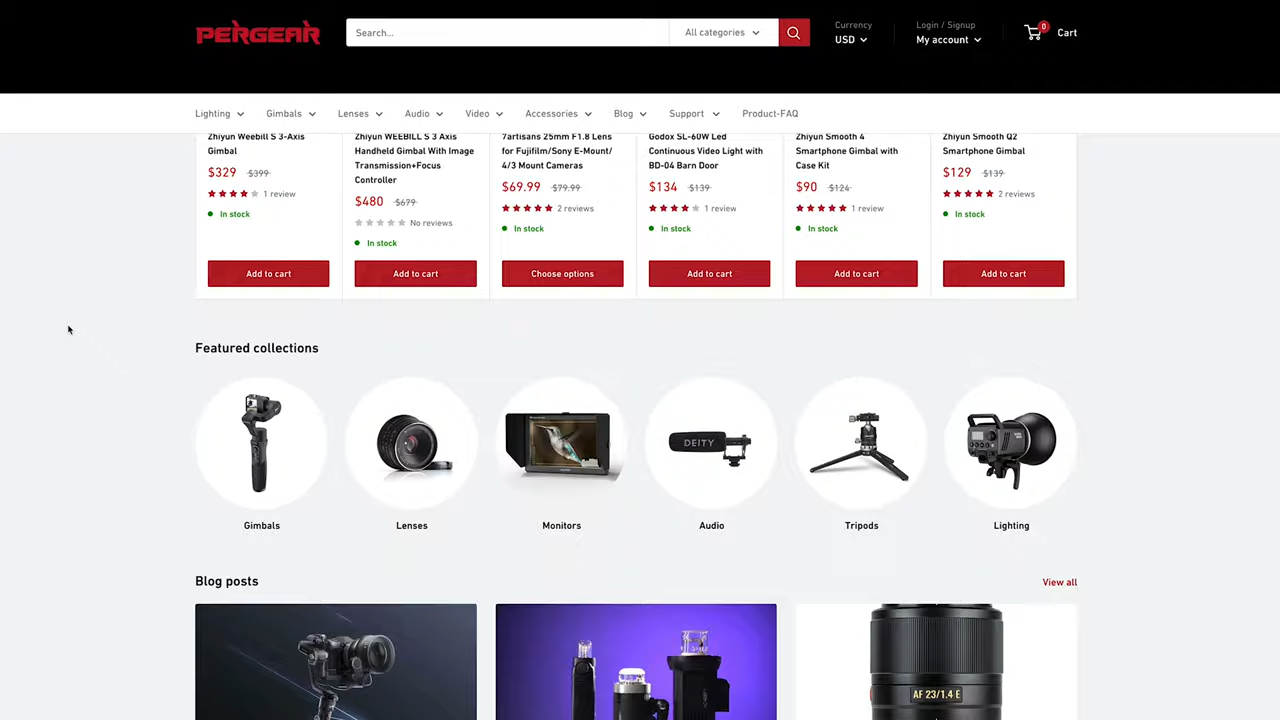 PERGEAR
Search...
All categories
Currency
USD
Login / Signup
My account
0
Cart
Lighting
Gimbals
Lenses
Audio
Video
Accessories
Blog
Support
Product-FAQ
Zhiyun Weebill S 3-Axis
Gimbal
$329 $399
1 review
In stock
Add to cart
Zhiyun WEEBILL S 3 Axis
Handheld Gimbal With Image
Transmission+Focus
Controller
$480 $679
No reviews
In stock
Add to cart
7artisans 25mm F1.8 Lens
for Fujifilm/Sony E-Mount/
4/3 Mount Cameras
$69.99 $79.99
2 reviews
In stock
Choose options
Godox SL-60W Led
Continuous Video Light with
BD-04 Barn Door
$134 $139
1 review
In stock
Add to cart
Zhiyun Smooth 4
Smartphone Gimbal with
Case Kit
$90 $124
1 review
In stock
Add to cart
Zhiyun Smooth Q2
Smartphone Gimbal
$129 $139
2 reviews
In stock
Add to cart
Featured collections
DEITY
Gimbals
Lenses
Monitors
Audio
Tripods
Lighting
Blog posts
View all
AF 23/1.4 E